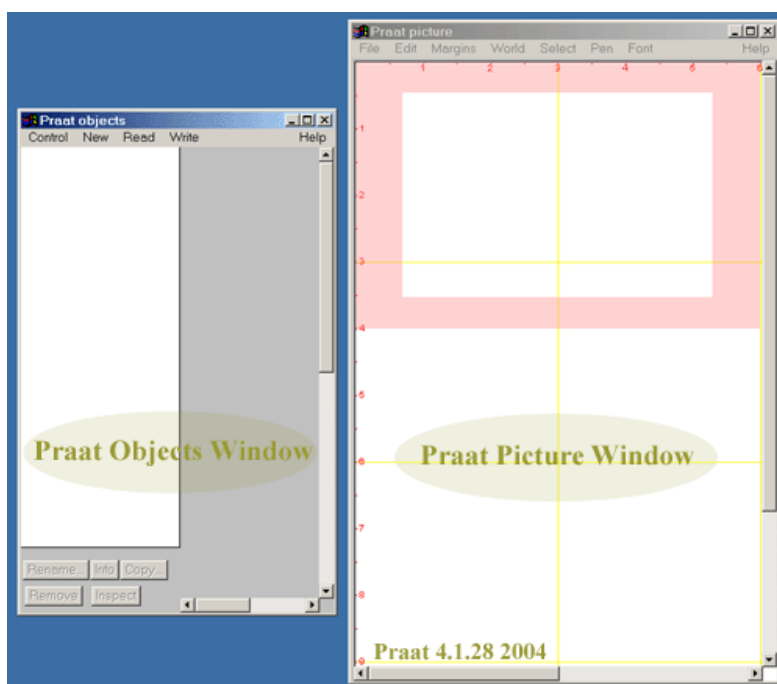 Praat objects
Control New Read Write Help
Praat Objects Window
Rename... Info Copy...
Remove Inspect
Praat picture
File Edit Margins World Select Pen Font Help
1 2 3 4 5 6
1
2
3
4
5
6
Praat Picture Window
7
8
9
Praat 4.1.28 2004